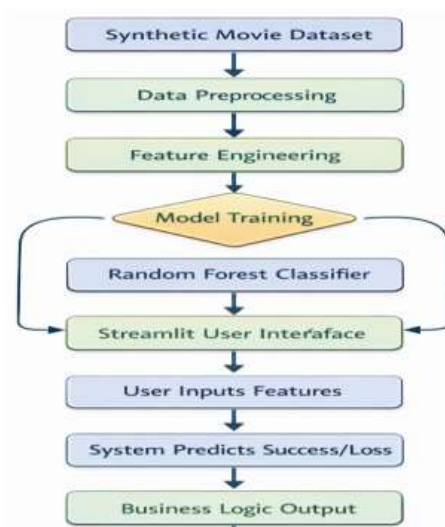 Synthetic Movie Dataset
Data Preprocessing
Feature Engineering
Model Training
Random Forest Classifier
Streamlit User Interaface
User Inputs Features
System Predicts Success/Loss
Business Logic Output